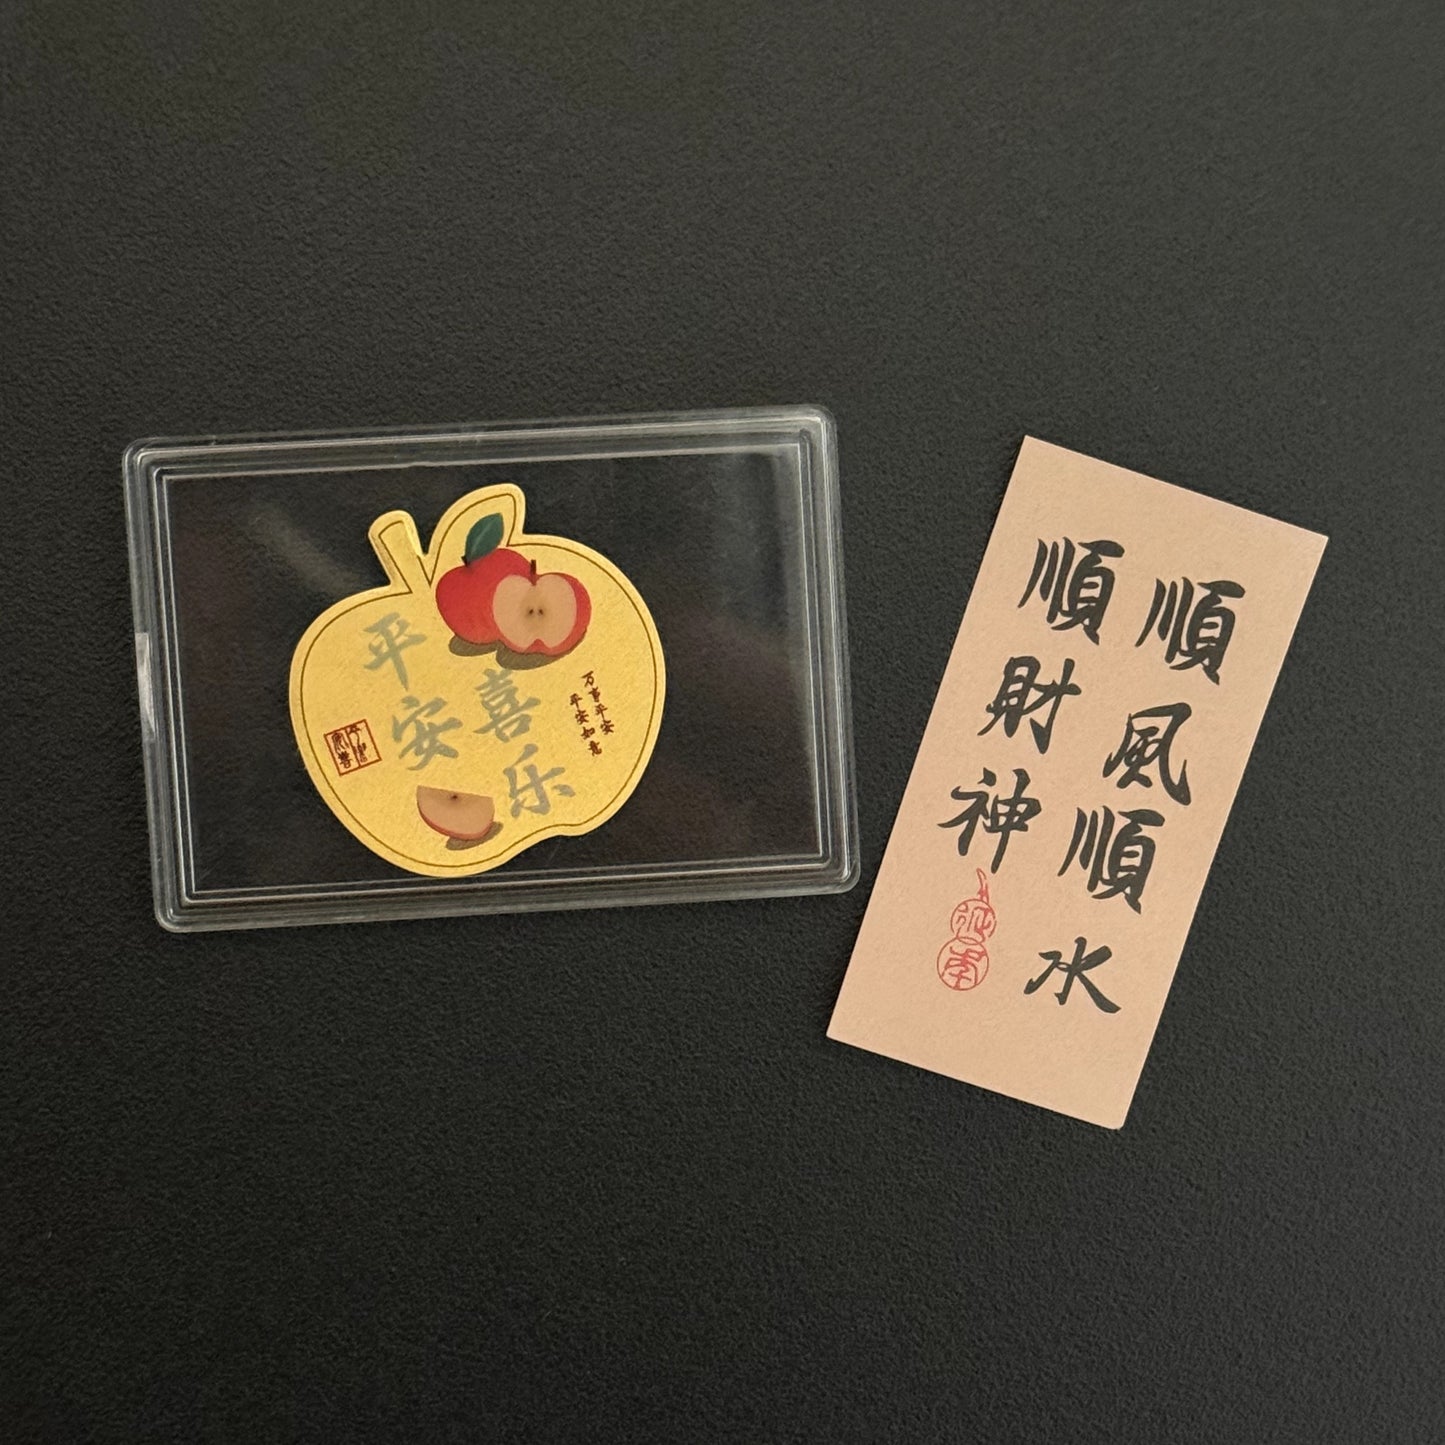 平安
喜乐
万事平安
平安如意
順風順水
順財神